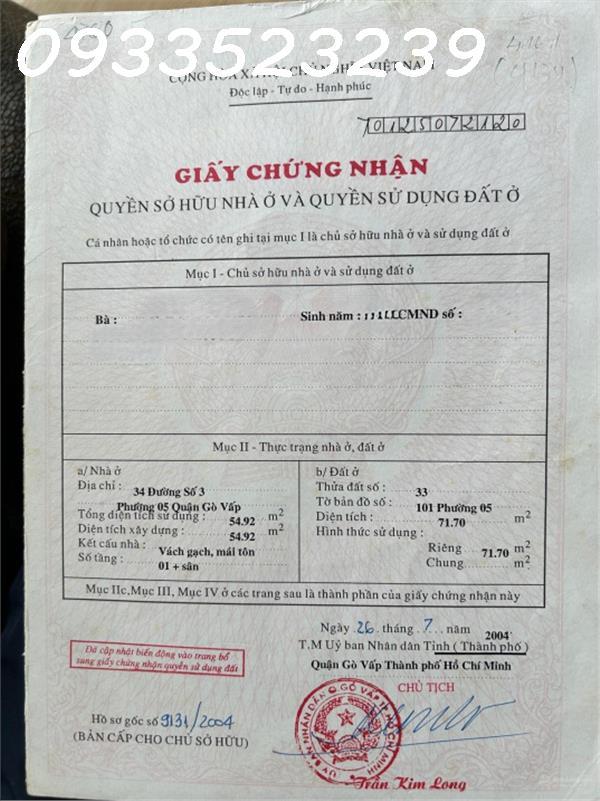 0933523239
CỘNG HÒA XÃ HỘI CHỦ NGHĨA VIỆT NAM
Độc lập - Tự do - Hạnh phúc
70125072120
GIẤY CHỨNG NHẬN
QUYỀN SỞ HỮU NHÀ Ở VÀ QUYỀN SỬ DỤNG ĐẤT Ở
Cá nhân hoặc tổ chức có tên ghi tại mục I là chủ sở hữu nhà ở và sử dụng đất ở
Mục I - Chủ sở hữu nhà ở và sử dụng đất ở
Bà : Sinh năm : CMND số :
Mục II - Thực trạng nhà ở, đất ở
a/ Nhà ở
Địa chỉ : 34 Đường Số 3
Phường 05 Quận Gò Vấp
Tổng diện tích sử dụng : 54.92 m2
Diện tích xây dựng : 54.92 m2
Kết cấu nhà : Vách gạch, mái tôn
Số tầng : 01 + sân
b/ Đất ở
Thửa đất số : 33
Tờ bản đồ số : 101 Phường 05
Diện tích : 71.70 m2
Hình thức sử dụng :
Riêng 71.70 m2
Chung m2
Mục IIc, Mục III, Mục IV ở các trang sau là thành phần của giấy chứng nhận này
Ngày 26 tháng 7 năm 2004
T.M Uỷ ban Nhân dân Tỉnh ( Thành phố )
Quận Gò Vấp Thành phố Hồ Chí Minh
CHỦ TỊCH
Đã cập nhật biến động vào trang bổ
sung giấy chứng nhận quyền sử dụng đất
Hồ sơ gốc số 9131/2004
(BẢN CẤP CHO CHỦ SỞ HỮU)
Trần Kim Long